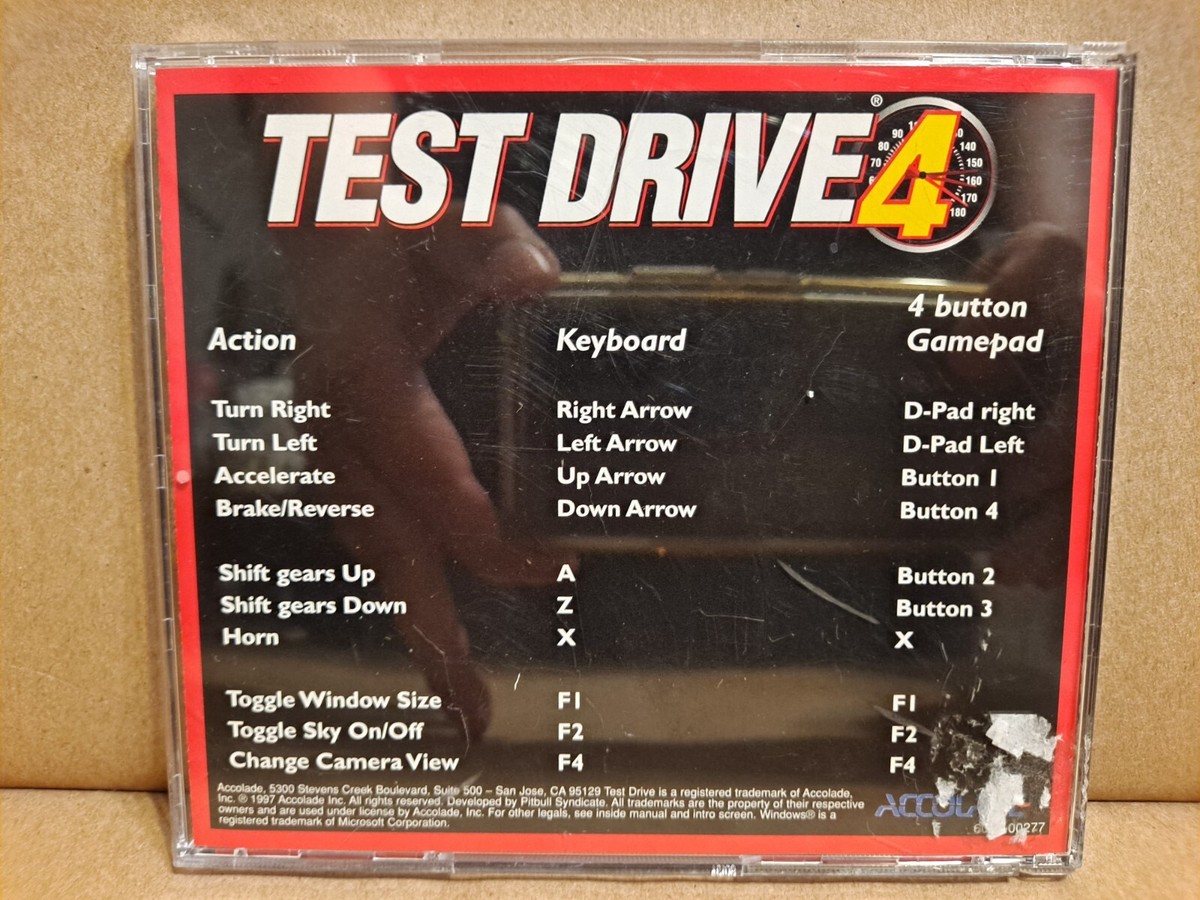 TEST DRIVE 4 ®
90
80
70
140
150
160
170
180
4 button
Action Keyboard Gamepad
Turn Right Right Arrow D-Pad right
Turn Left Left Arrow D-Pad Left
Accelerate Up Arrow Button 1
Brake/Reverse Down Arrow Button 4
Shift gears Up A Button 2
Shift gears Down Z Button 3
Horn X X
Toggle Window Size F1 F1
Toggle Sky On/Off F2 F2
Change Camera View F4 F4
Accolade, 5300 Stevens Creek Boulevard, Suite 500 – San Jose, CA 95129 Test Drive is a registered trademark of Accolade,
Inc. ® 1997 Accolade Inc. All rights reserved. Developed by Pitbull Syndicate. All trademarks are the property of their respective
owners and are used under license by Accolade, Inc. For other legals, see inside manual and intro screen. Windows® is a
registered trademark of Microsoft Corporation.